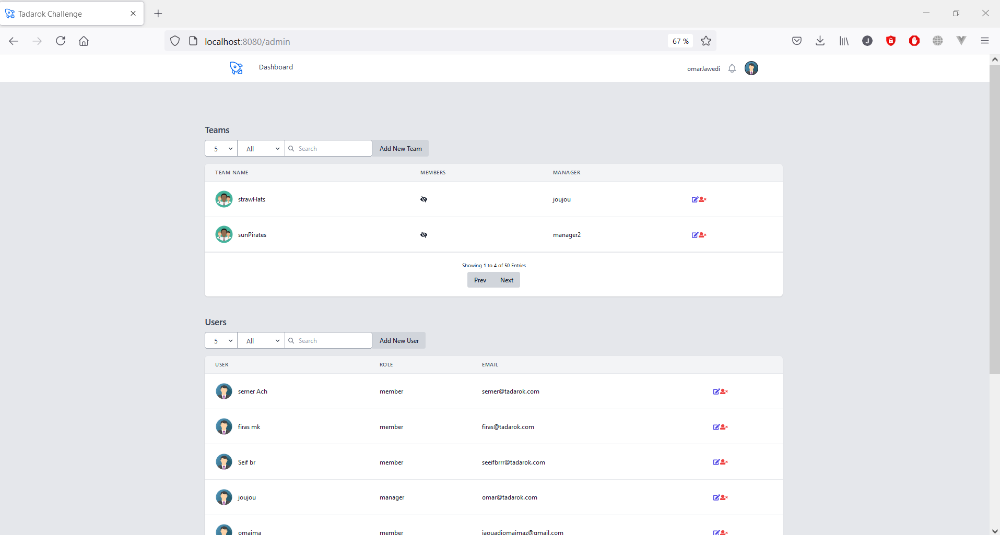 Tadarok Challenge
localhost:8080/admin
67 %
J
Dashboard
omarJawedi
Teams
5 All Search Add New Team
TEAM NAME MEMBERS MANAGER
strawHats joujou
sunPirates manager2
Showing 1 to 4 of 50 Entries
Prev Next
Users
5 All Search Add New User
USER ROLE EMAIL
semer Ach member semer@tadarok.com
firas mk member firas@tadarok.com
Seif br member seeifbrrr@tadarok.com
joujou manager omar@tadarok.com
omaima member jaouadiomaimaz@gmail.com